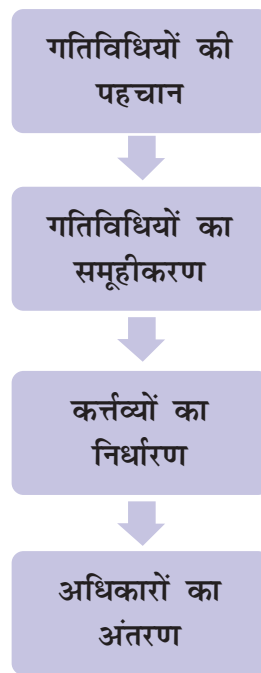 गतिविधियों की
पहचान
गतिविधियों का
समूहीकरण
कर्त्तव्यों का
निर्धारण
अधिकारों का
अंतरण